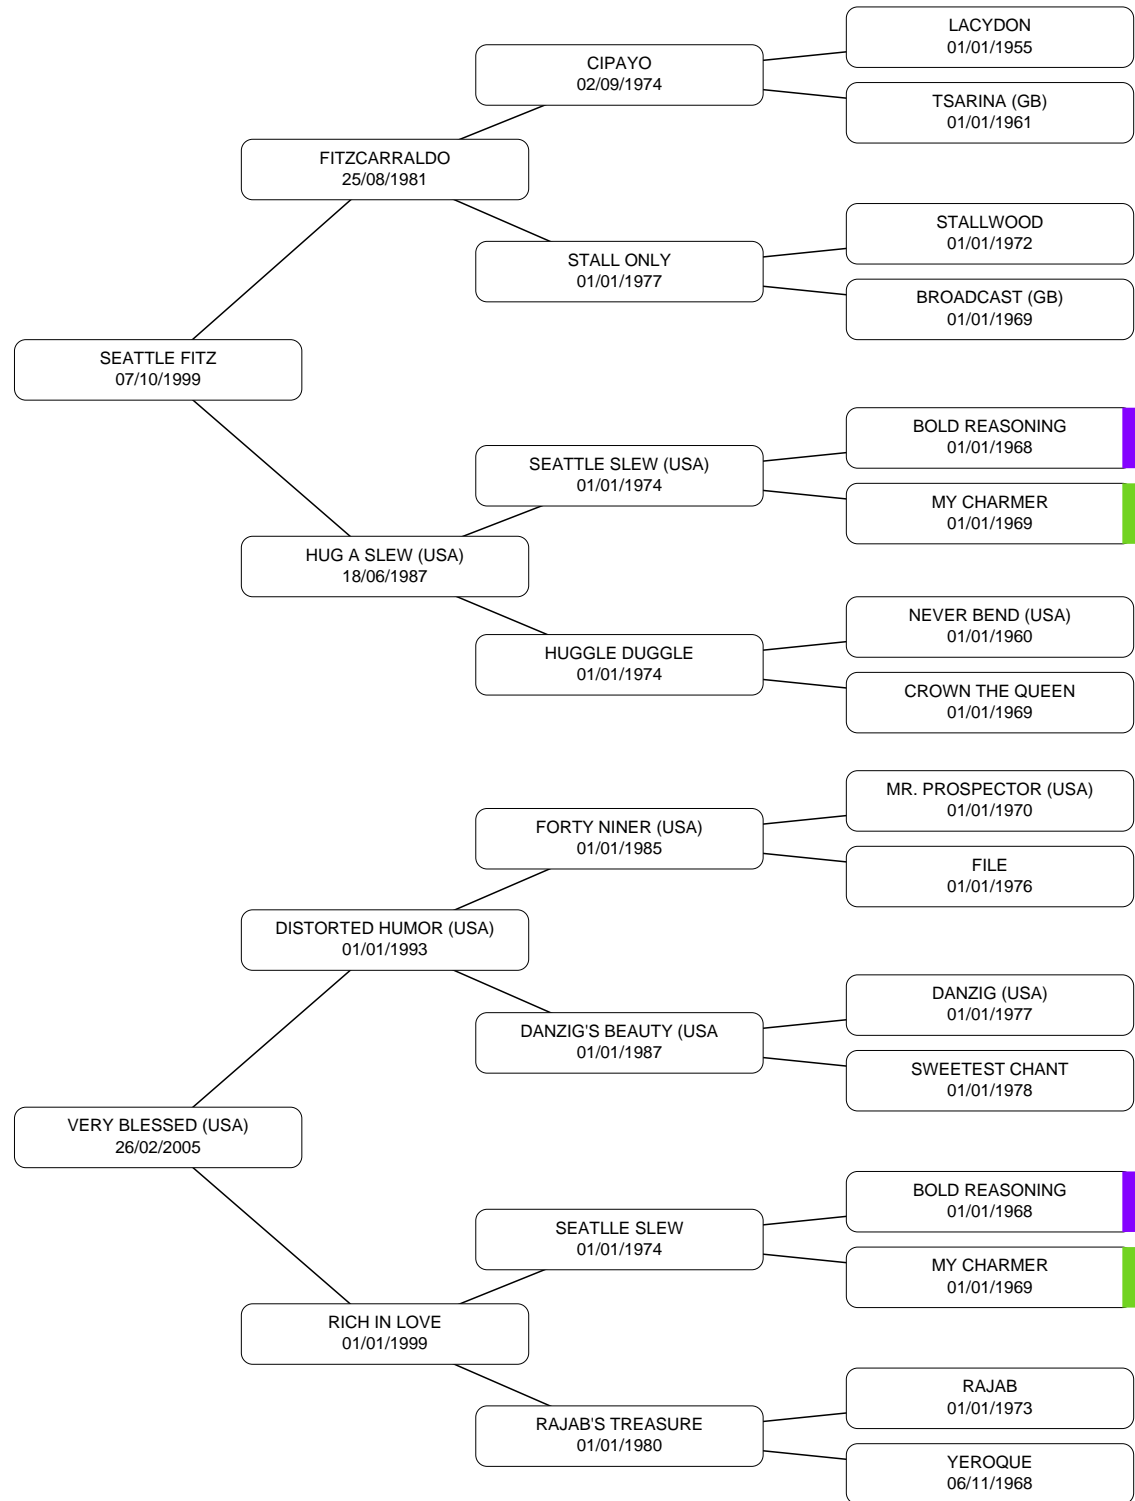 LACYDON
01/01/1955
CIPAYO
02/09/1974
TSARINA (GB)
01/01/1961
FITZCARRALDO
25/08/1981
STALLWOOD
01/01/1972
STALL ONLY
01/01/1977
BROADCAST (GB)
01/01/1969
SEATTLE FITZ
07/10/1999
BOLD REASONING
01/01/1968
SEATTLE SLEW (USA)
01/01/1974
MY CHARMER
01/01/1969
HUG A SLEW (USA)
18/06/1987
NEVER BEND (USA)
01/01/1960
HUGGLE DUGGLE
01/01/1974
CROWN THE QUEEN
01/01/1969
MR. PROSPECTOR (USA)
01/01/1970
FORTY NINER (USA)
01/01/1985
FILE
01/01/1976
DISTORTED HUMOR (USA)
01/01/1993
DANZIG (USA)
01/01/1977
DANZIG'S BEAUTY (USA
01/01/1987
SWEETEST CHANT
01/01/1978
VERY BLESSED (USA)
26/02/2005
BOLD REASONING
01/01/1968
SEATLLE SLEW
01/01/1974
MY CHARMER
01/01/1969
RICH IN LOVE
01/01/1999
RAJAB
01/01/1973
RAJAB'S TREASURE
01/01/1980
YEROQUE
06/11/1968